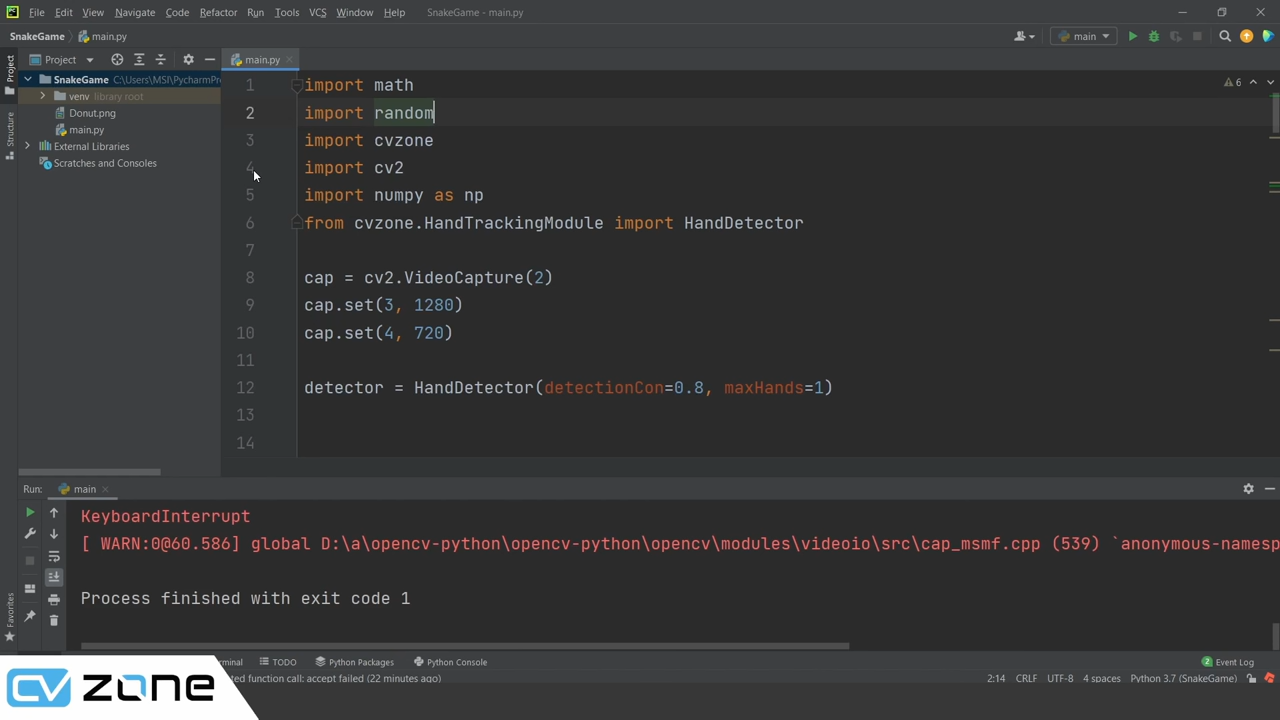 File Edit View Navigate Code Refactor Run Tools VCS Window Help SnakeGame - main.py
SnakeGame main.py main
Project main.py
SnakeGame C:\Users\MSI\PycharmPr
venv library root
Donut.png
main.py
External Libraries
Scratches and Consoles
Project
Structure
Favorites
6
1 import math
2 import random
3 import cvzone
4 import cv2
5 import numpy as np
6 from cvzone.HandTrackingModule import HandDetector
7
8 cap = cv2.VideoCapture(2)
9 cap.set(3, 1280)
10 cap.set(4, 720)
11
12 detector = HandDetector(detectionCon=0.8, maxHands=1)
13
14
Run: main
KeyboardInterrupt
[ WARN:0@60.586] global D:\a\opencv-python\opencv-python\opencv\modules\videoio\src\cap_msmf.cpp (539) `anonymous-namesp
Process finished with exit code 1
minal TODO Python Packages Python Console 2 Event Log
ted function call: accept failed (22 minutes ago) 2:14 CRLF UTF-8 4 spaces Python 3.7 (SnakeGame)
CV ZONE